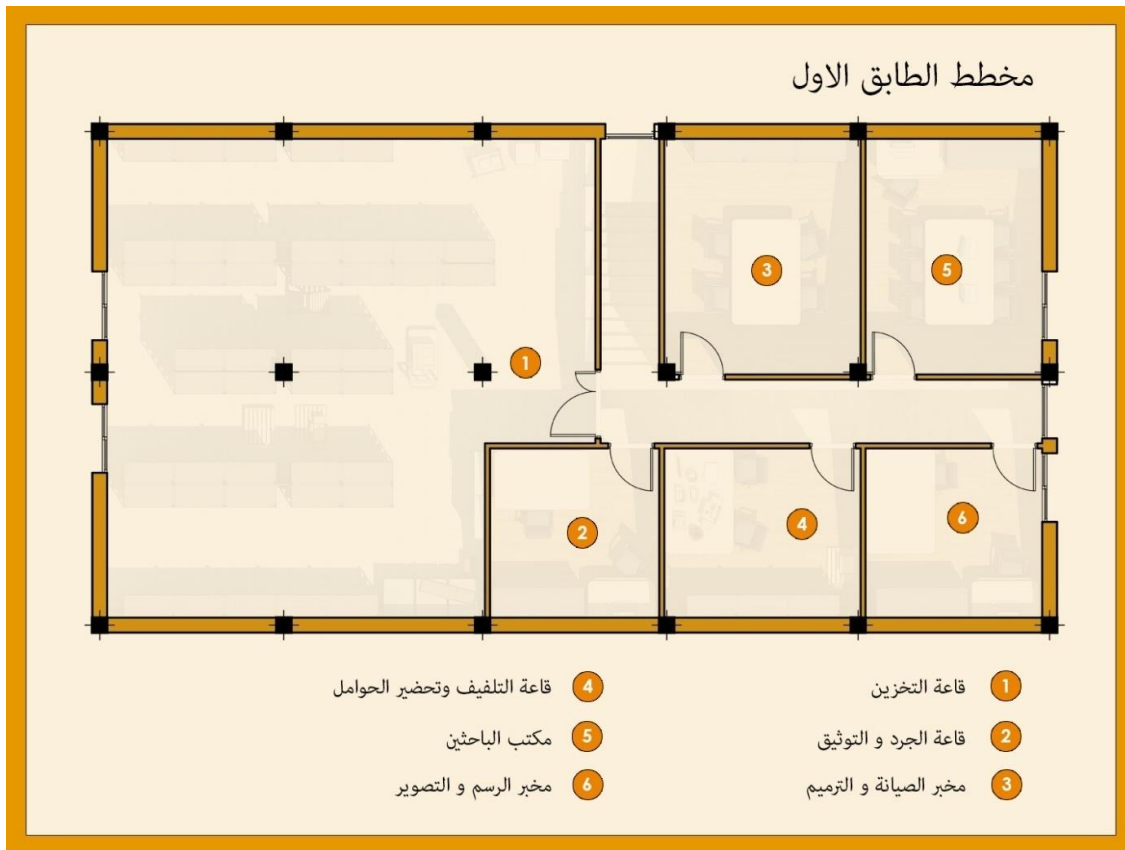 مخطط الطابق الاول
3
5
1
2
4
6
1 قاعة التخزين
2 قاعة الجرد و التوثيق
3 مخبر الصيانة و الترميم
4 قاعة التلفيف وتحضير الحوامل
5 مكتب الباحثين
6 مخبر الرسم و التصوير